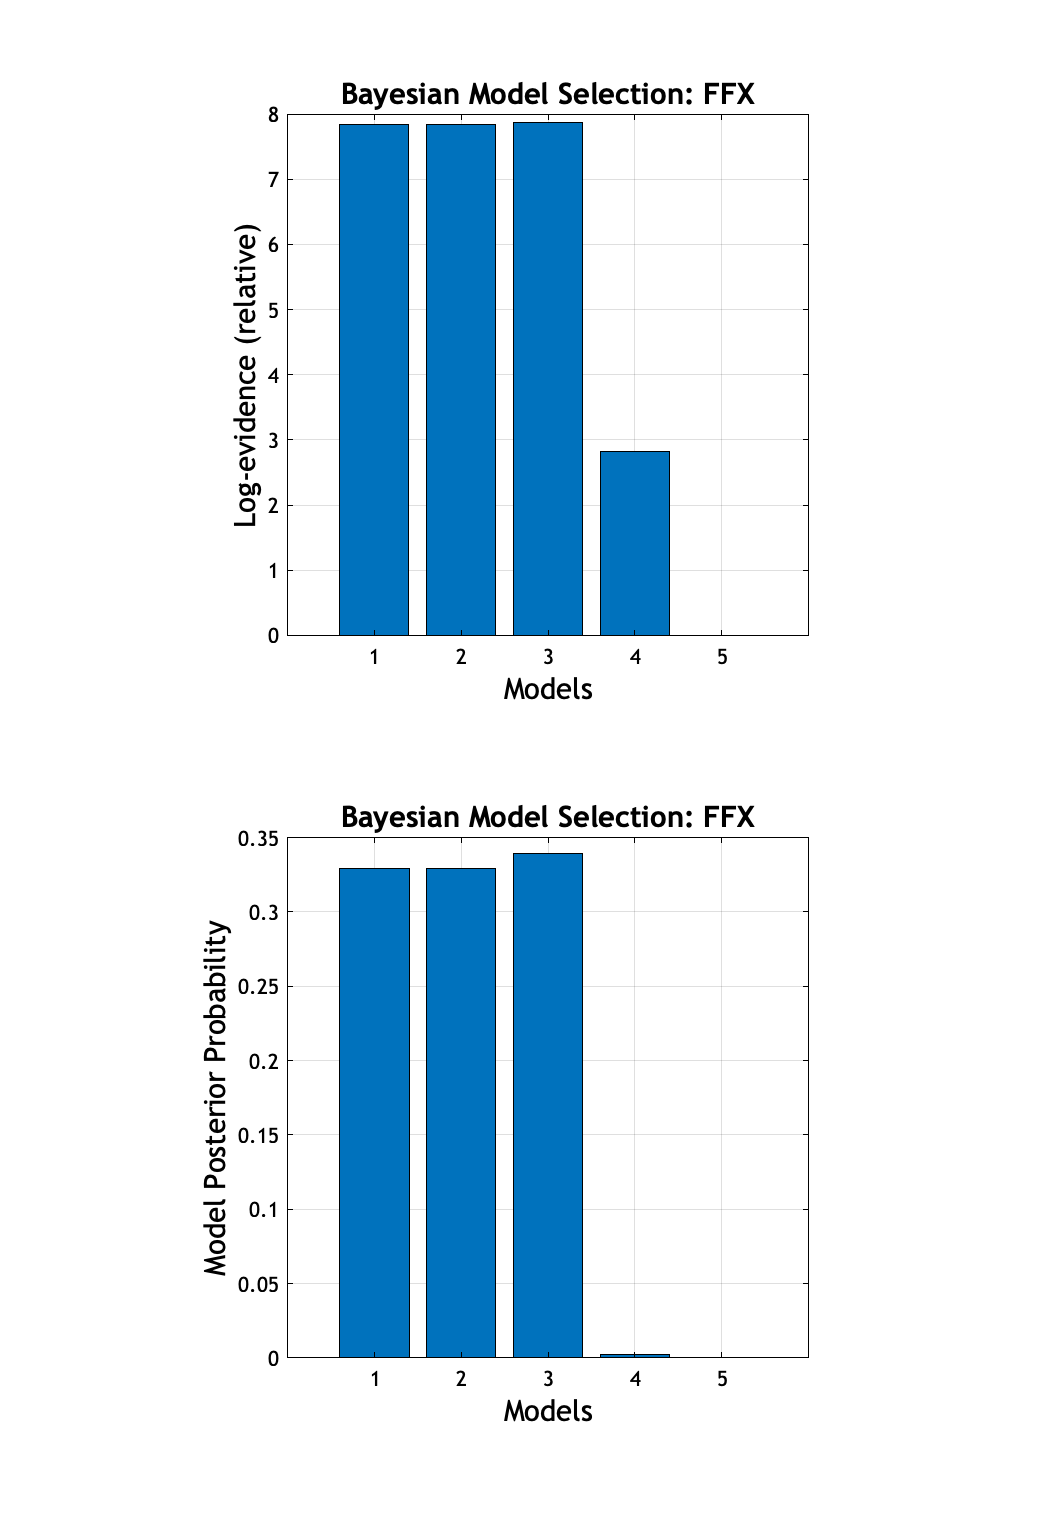 Bayesian Model Selection: FFX
8
7
6
5
4
3
2
1
0
Log-evidence (relative)
1 2 3 4 5
Models
Bayesian Model Selection: FFX
0.35
0.3
0.25
0.2
0.15
0.1
0.05
0
Model Posterior Probability
1 2 3 4 5
Models